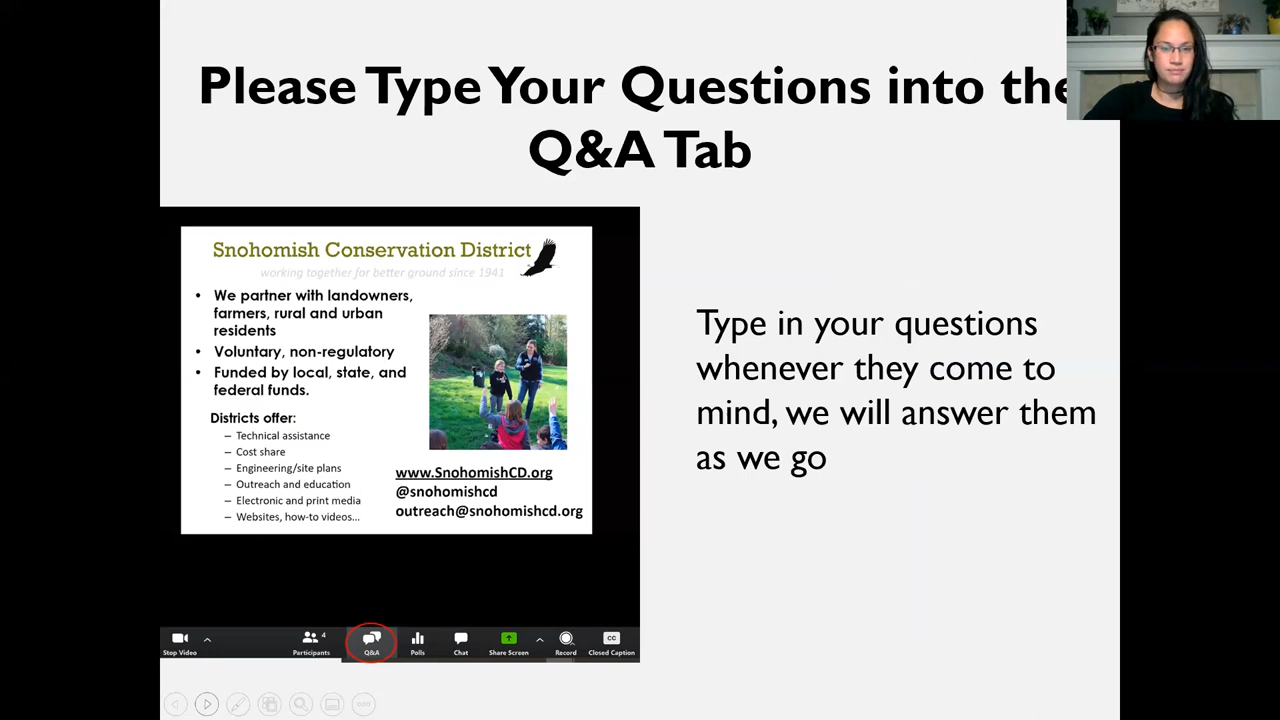 Please Type Your Questions into the
Q&A Tab
Snohomish Conservation District
working together for better ground since 1941
• We partner with landowners,
farmers, rural and urban
residents
• Voluntary, non-regulatory
• Funded by local, state, and
federal funds.
Districts offer:
– Technical assistance
– Cost share
– Engineering/site plans
– Outreach and education
– Electronic and print media
– Websites, how-to videos...
www.SnohomishCD.org
@snohomishcd
outreach@snohomishcd.org
Type in your questions
whenever they come to
mind, we will answer them
as we go
Stop Video
4
Participants
Q&A
Polls
Chat
Share Screen
Record
CC
Closed Caption